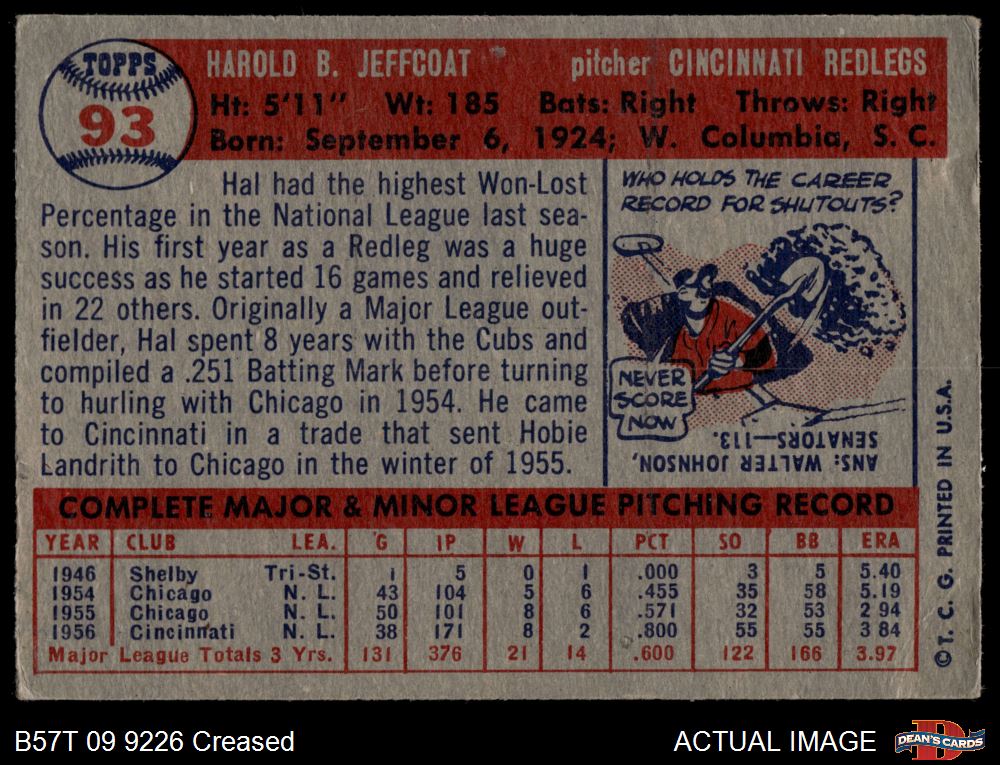 TOPPS
93
HAROLD B. JEFFCOAT pitcher CINCINNATI REDLEGS
Ht: 5'11" Wt: 185 Bats: Right Throws: Right
Born: September 6, 1924; W. Columbia, S. C.
Hal had the highest Won-Lost
Percentage in the National League last sea-
son. His first year as a Redleg was a huge
success as he started 16 games and relieved
in 22 others. Originally a Major League out-
fielder, Hal spent 8 years with the Cubs and
compiled a .251 Batting Mark before turning
to hurling with Chicago in 1954. He came
to Cincinnati in a trade that sent Hobie
Landrith to Chicago in the winter of 1955.
WHO HOLDS THE CAREER
RECORD FOR SHUTOUTS?
NEVER
SCORE
NOW
ANS: WALTER JOHNSON,
SENATORS—113.
COMPLETE MAJOR & MINOR LEAGUE PITCHING RECORD
YEAR CLUB LEA. G IP W L PCT SO BB ERA
1946 Shelby Tri-St. 1 5 0 1 .000 3 5 5.40
1954 Chicago N. L. 43 104 5 6 .455 35 58 5.19
1955 Chicago N. L. 50 101 8 6 .571 32 53 2 94
1956 Cincinnati N. L. 38 171 8 2 .800 55 55 3 84
Major League Totals 3 Yrs. 131 376 21 14 .600 122 166 3.97
© T. C. G. PRINTED IN U.S.A.
B57T 09 9226 Creased
ACTUAL IMAGE
DEAN'S CARDS